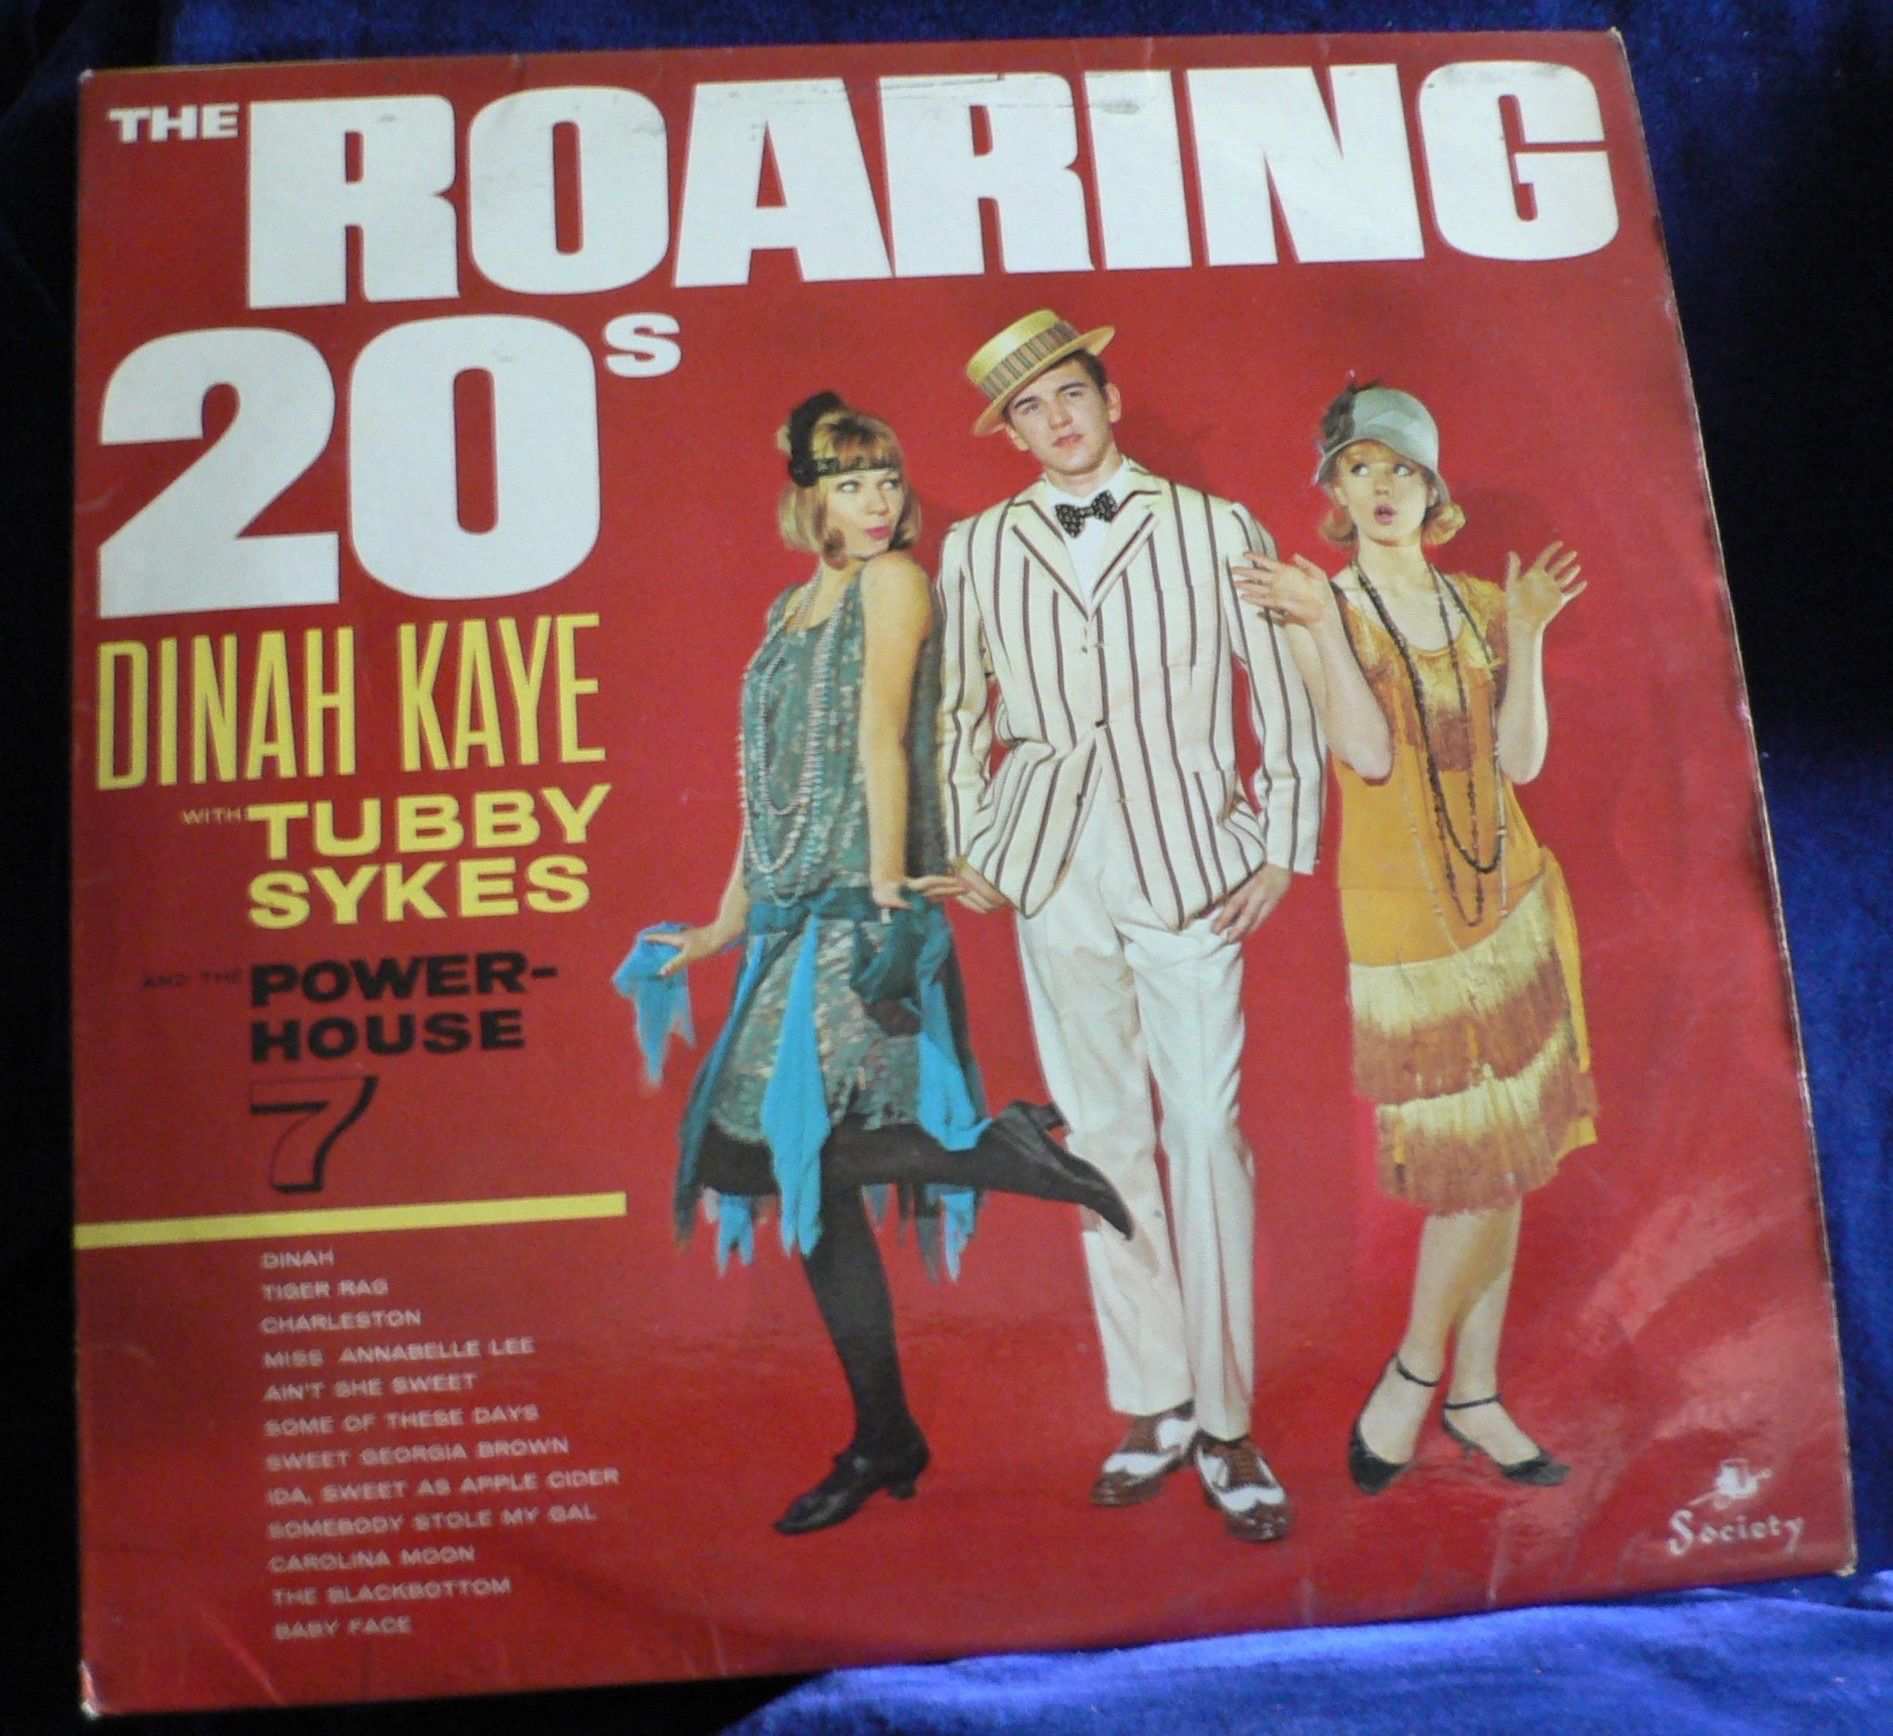 THE ROARING
20s
DINAH KAYE
WITH TUBBY
SYKES
AND THE POWER-
HOUSE
7
DINAH
TIGER RAG
CHARLESTON
MISS ANNABELLE LEE
AIN'T SHE SWEET
SOME OF THESE DAYS
SWEET GEORGIA BROWN
IDA, SWEET AS APPLE CIDER
SOMEBODY STOLE MY GAL
CAROLINA MOON
THE BLACKBOTTOM
BABY FACE
Society